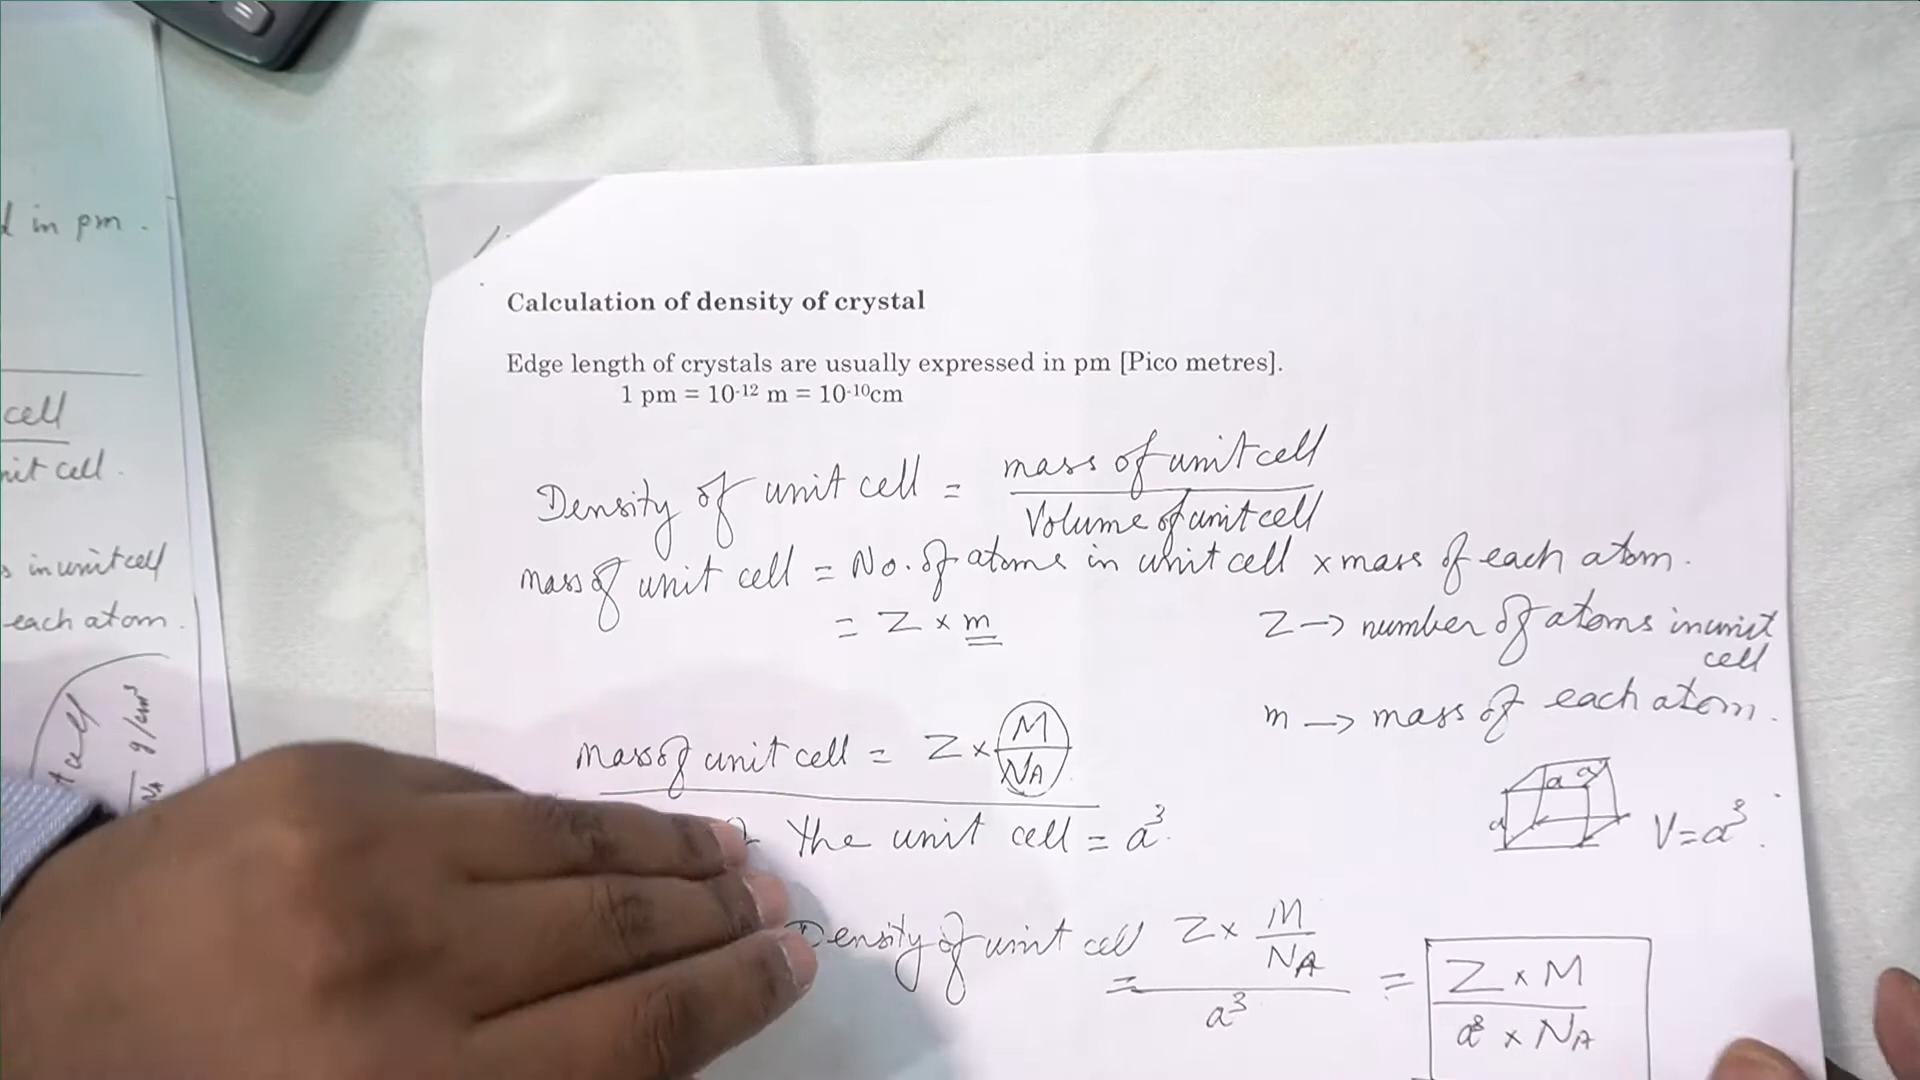 d in pm.
cell
nit cell.
s in unit cell
each atom.
t cell
g/cm³
NA
Calculation of density of crystal
Edge length of crystals are usually expressed in pm [Pico metres].
1 pm = 10-12 m = 10-10cm
Density of unit cell = mass of unit cell
Volume of unit cell
mass of unit cell = No. of atoms in unit cell × mass of each atom.
= Z × m
Z → number of atoms in unit
cell
m → mass of each atom.
Mass of unit cell = Z × M
NA
the unit cell = a³
a a
a
V = a³
Density of unit cell = Z × M
NA
a³
= Z × M
a³ × NA